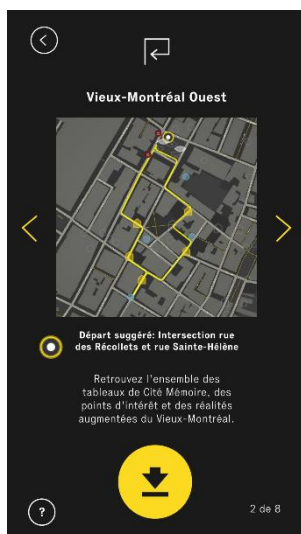 Vieux-Montréal Ouest
Départ suggéré: Intersection rue
des Récollets et rue Sainte-Hélène
Retrouvez l'ensemble des
tableaux de Cité Mémoire, des
points d'intérêt et des réalités
augmentées du Vieux-Montréal.
?
2 de 8